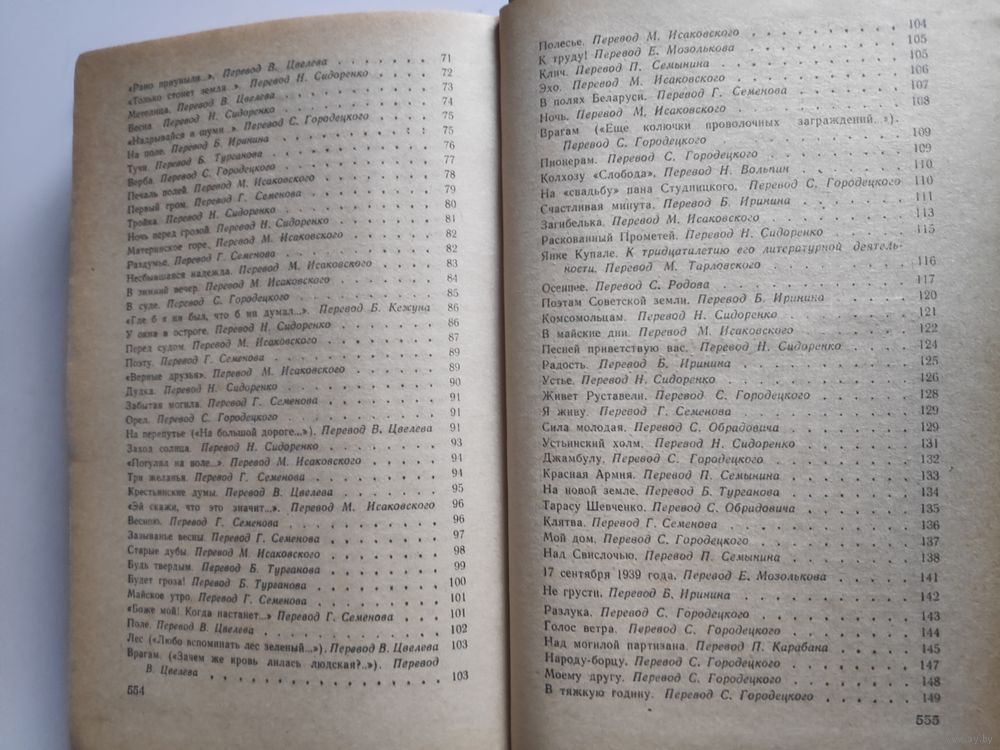 «Рано приуныли...». Перевод В. Цвелева . . . 71
«Только стонет земля...». Перевод Н. Сидоренко . . . 72
Метелица. Перевод В. Цвелева . . . 73
Весна. Перевод Н. Сидоренко . . . 74
«Надрывайся и шуми...» Перевод С. Городецкого . . . 75
На поле. Перевод Б. Иринина . . . 75
Тучи. Перевод Б. Турганова . . . 76
Верба. Перевод С. Городецкого . . . 77
Печаль полей. Перевод М. Исаковского . . . 78
Первый гром. Перевод Г. Семенова . . . 79
Тройка. Перевод Н. Сидоренко . . . 80
Ночь перед грозой. Перевод Н. Сидоренко . . . 81
Материнское горе. Перевод М. Исаковского . . . 82
Раздумье. Перевод Г. Семенова . . . 82
Несбывшаяся надежда. Перевод М. Исаковского . . . 83
В зимний вечер. Перевод М. Исаковского . . . 84
В суде. Перевод С. Городецкого . . . 85
«Где б я ни был, что б ни думал...». Перевод Б. Кежуна 86
У окна в остроге. Перевод Н. Сидоренко . . . 86
Перед судом. Перевод М. Исаковского . . . 87
Поэту. Перевод Г. Семенова . . . 89
«Верные друзья». Перевод М. Исаковского . . . 89
Дудка. Перевод Н. Сидоренко . . . 90
Забытая могила. Перевод Г. Семенова . . . 91
Орел. Перевод С. Городецкого . . . 91
На перепутье («На большой дороге...»). Перевод В. Цвелева 91
Заход солнца. Перевод Н. Сидоренко . . . 93
«Погулял на воле...» Перевод М. Исаковского . . . 94
Три желанья. Перевод Г. Семенова . . . 94
Крестьянские думы. Перевод В. Цвелева . . . 95
«Эй скажи, что это значит...». Перевод М. Исаковского 96
Весною. Перевод Г. Семенова . . . 96
Зазыванье весны. Перевод Г. Семенова . . . 97
Старые дубы. Перевод М. Исаковского . . . 98
Будь твердым. Перевод Б. Турганова . . . 99
Будет гроза! Перевод Б. Турганова . . . 100
Майское утро. Перевод Г. Семенова . . . 101
«Боже мой! Когда настанет...» Перевод Г. Семенова . . . 101
Поле. Перевод В. Цвелева . . . 102
Лес («Любо вспоминать лес зеленый...»). Перевод В. Цвелева 103
Врагам. («Зачем же кровь лилась людская?..»). Перевод
В. Цвелева . . . 103
554
Полесье. Перевод М. Исаковского . . . 104
К труду! Перевод Е. Мозолькова . . . 105
Клич. Перевод П. Семынина . . . 105
Эхо. Перевод М. Исаковского . . . 106
В полях Беларуси. Перевод Г. Семенова . . . 107
Ночь. Перевод М. Исаковского . . . 108
Врагам («Еще колючки проволочных заграждений...»).
Перевод С. Городецкого . . . 109
Пионерам. Перевод С. Городецкого . . . 109
Колхозу «Слобода». Перевод Н. Вольпин . . . 110
На «свадьбу» пана Студницкого. Перевод С. Городецкого 110
Счастливая минута. Перевод Б. Иринина . . . 111
Загибелька. Перевод М. Исаковского . . . 113
Раскованный Прометей. Перевод Н. Сидоренко . . . 115
Янке Купале. К тридцатилетию его литературной деятель-
ности. Перевод М. Тарловского . . . 116
Осеннее. Перевод С. Родова . . . 117
Поэтам Советской земли. Перевод Б. Иринина . . . 120
Комсомольцам. Перевод Н. Сидоренко . . . 121
В майские дни. Перевод М. Исаковского . . . 122
Песней приветствую вас. Перевод Н. Сидоренко . . . 124
Радость. Перевод Б. Иринина . . . 125
Устье. Перевод Н. Сидоренко . . . 126
Живет Руставели. Перевод С. Городецкого . . . 128
Я живу. Перевод Г. Семенова . . . 129
Сила молодая. Перевод С. Обрадовича . . . 129
Устьинский холм. Перевод Н. Сидоренко . . . 131
Джамбулу. Перевод С. Городецкого . . . 132
Красная Армия. Перевод П. Семынина . . . 133
На новой земле. Перевод Б. Турганова . . . 134
Тарасу Шевченко. Перевод С. Обрадовича . . . 135
Клятва. Перевод Г. Семенова . . . 136
Мой дом. Перевод С. Городецкого . . . 137
Над Свислочью. Перевод П. Семынина . . . 138
17 сентября 1939 года. Перевод Е. Мозолькова . . . 141
Не грусти. Перевод Б. Иринина . . . 142
Разлука. Перевод С. Городецкого . . . 143
Голос ветра. Перевод С. Городецкого . . . 144
Над могилой партизана. Перевод П. Карабана . . . 145
Народу-борцу. Перевод С. Городецкого . . . 147
Моему другу. Перевод С. Городецкого . . . 148
В тяжкую годину. Перевод С. Городецкого . . . 149
555